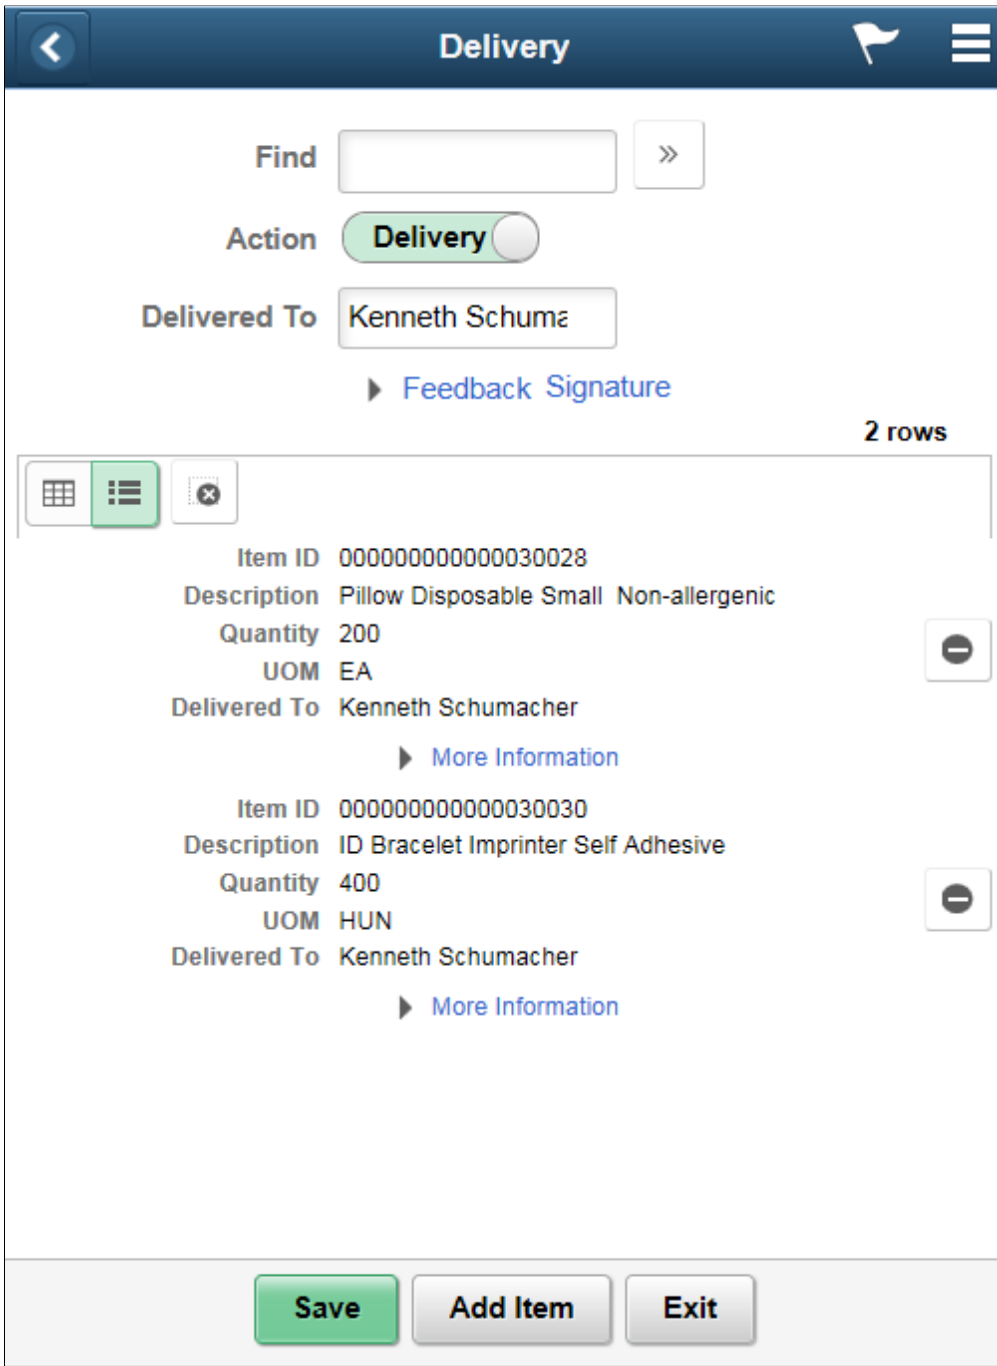 Delivery
Find
Action Delivery
Delivered To Kenneth Schuma
Feedback Signature
2 rows
Item ID 000000000000030028
Description Pillow Disposable Small  Non-allergenic
Quantity 200
UOM EA
Delivered To Kenneth Schumacher
More Information
Item ID 000000000000030030
Description ID Bracelet Imprinter Self Adhesive
Quantity 400
UOM HUN
Delivered To Kenneth Schumacher
More Information
Save Add Item Exit